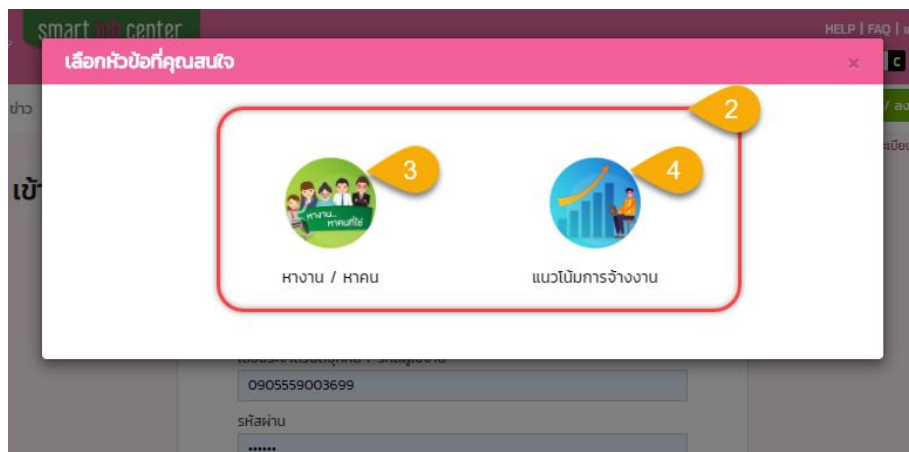 smart job center
HELP | FAQ |
เลือกหัวข้อที่คุณสนใจ
×
C
ข่าว
2
3
4
หางาน...
หาคนที่ใช่
หางาน / หาคน
แนวโน้มการจ้างงาน
0905559003699
รหัสผ่าน
••••••